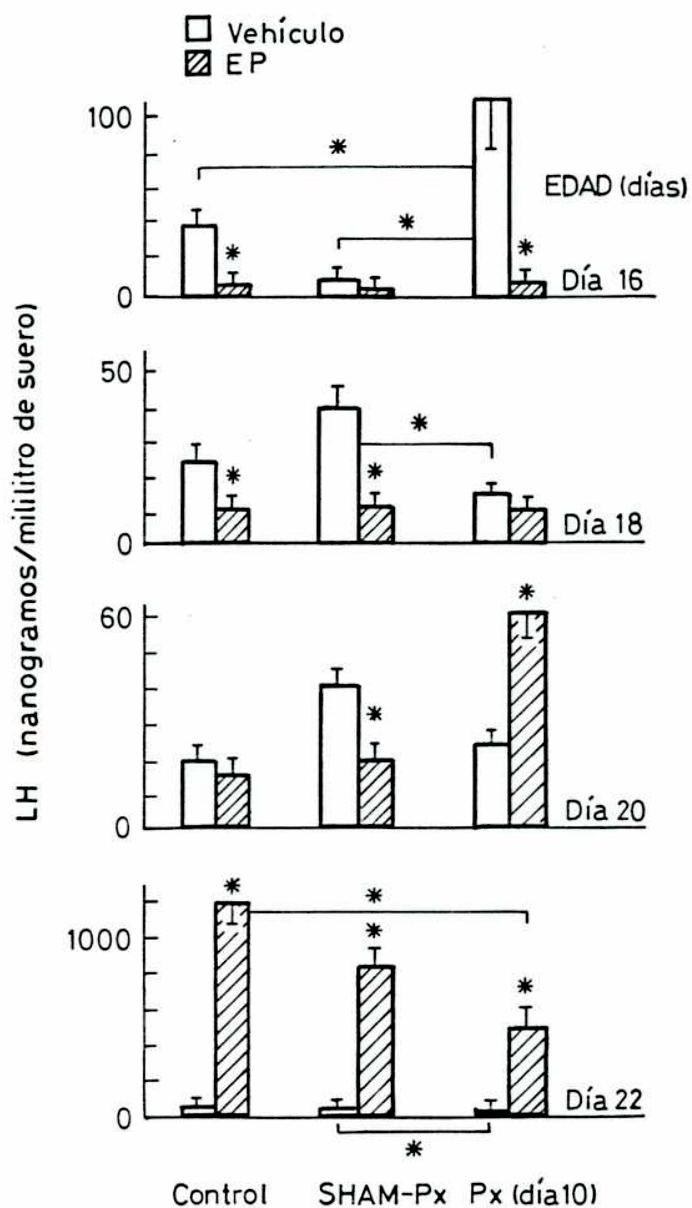 Vehículo
EP
LH (nanogramos/mililitro de suero)
EDAD (días)
100
*
*
*
*
0
Día 16
50
*
*
*
0
Día 18
60
*
*
0
Día 20
1000
*
*
*
*
0
Día 22
*
Control SHAM-Px Px (día10)